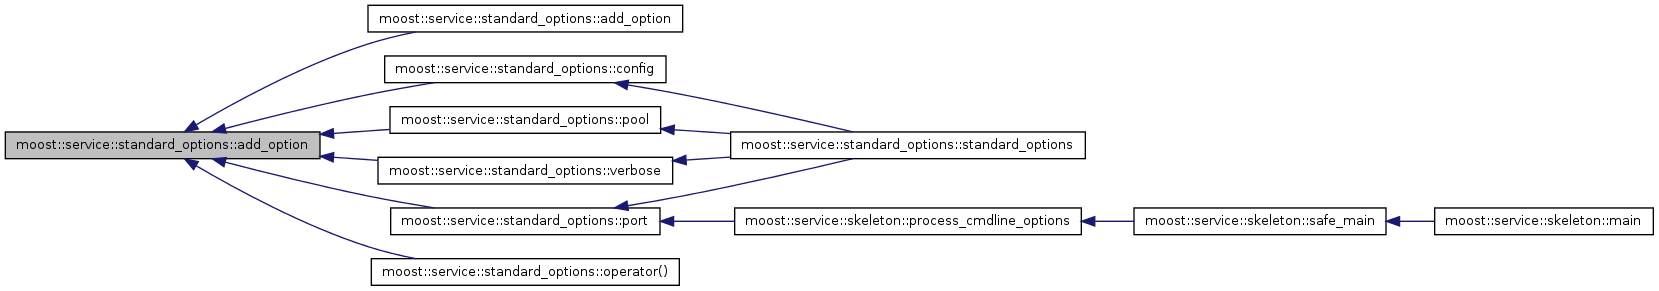 moost::service::standard_options::add_option
moost::service::standard_options::config
moost::service::standard_options::pool
moost::service::standard_options::add_option
moost::service::standard_options::standard_options
moost::service::standard_options::verbose
moost::service::standard_options::port
moost::service::skeleton::process_cmdline_options
moost::service::skeleton::safe_main
moost::service::skeleton::main
moost::service::standard_options::operator()